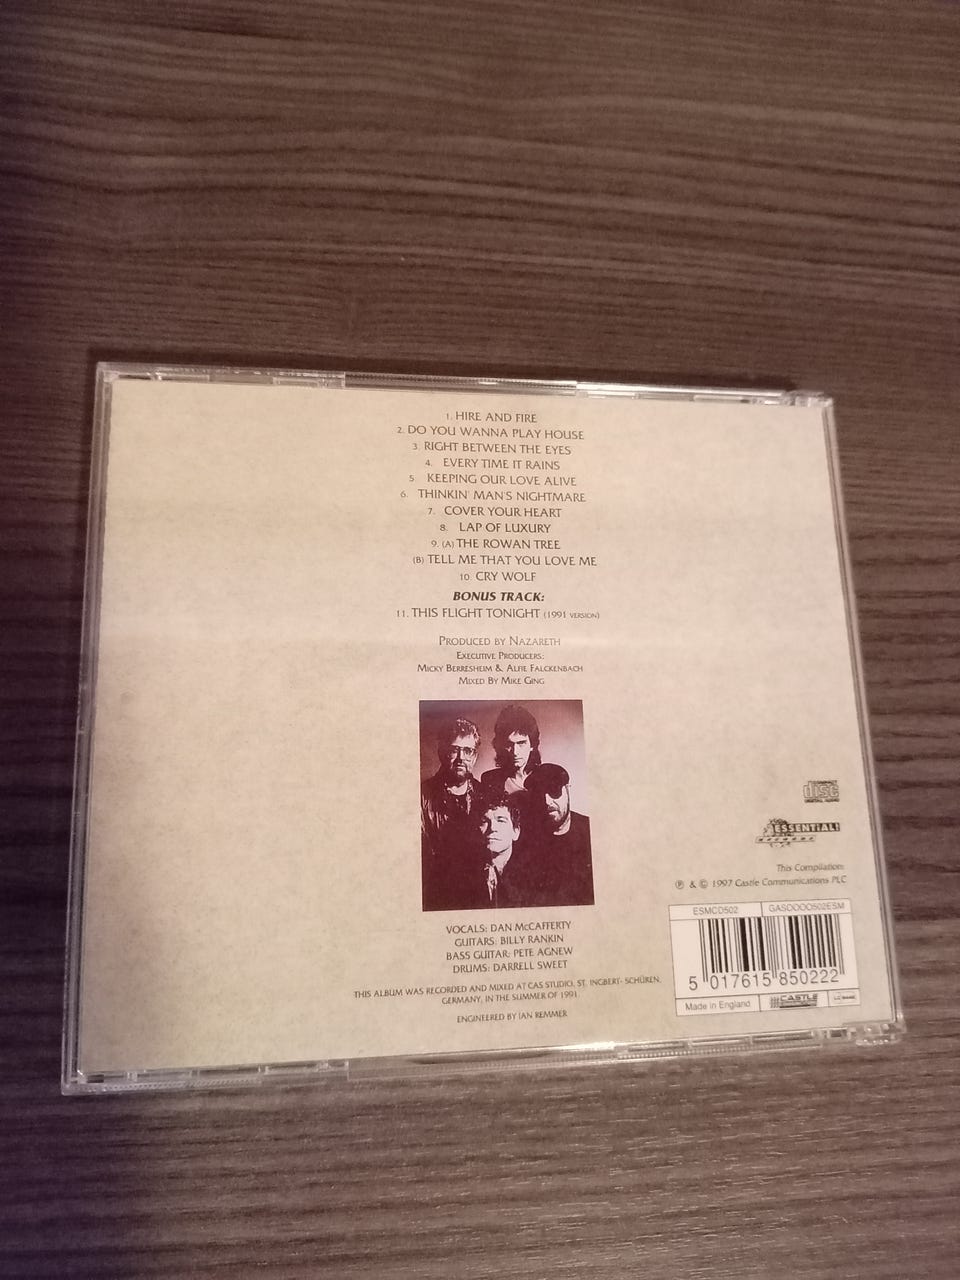 1. HIRE AND FIRE
2. DO YOU WANNA PLAY HOUSE
3. RIGHT BETWEEN THE EYES
4. EVERY TIME IT RAINS
5. KEEPING OUR LOVE ALIVE
6. THINKIN' MAN'S NIGHTMARE
7. COVER YOUR HEART
8. LAP OF LUXURY
9. (A) THE ROWAN TREE
(B) TELL ME THAT YOU LOVE ME
10. CRY WOLF
BONUS TRACK:
11. THIS FLIGHT TONIGHT (1991 VERSION)
PRODUCED BY NAZARETH
EXECUTIVE PRODUCERS:
MICKY BERRESHEIM & ALFIE FALCKENBACH
MIXED BY MIKE GING
VOCALS: DAN McCAFFERTY
GUITARS: BILLY RANKIN
BASS GUITAR: PETE AGNEW
DRUMS: DARRELL SWEET
THIS ALBUM WAS RECORDED AND MIXED AT CAS STUDIO, ST. INGBERT- SCHÜREN,
GERMANY, IN THE SUMMER OF 1991.
ENGINEERED BY IAN REMMER
COMPACT
disc
DIGITAL AUDIO
ESSENTIAL!
This Compilation:
℗ & © 1997 Castle Communications PLC
ESMCD502 GAS0000502ESM
5 017615 850222
Made in England CASTLE